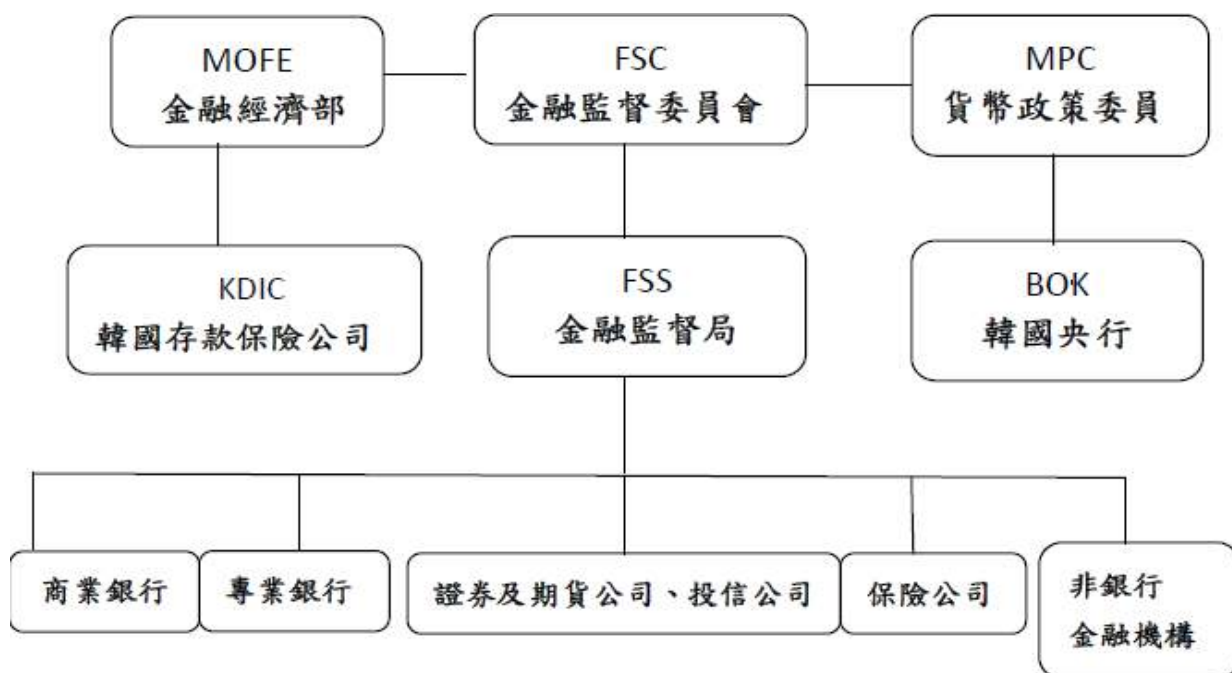 MOFE
金融經濟部
FSC
金融監督委員會
MPC
貨幣政策委員
KDIC
韓國存款保險公司
FSS
金融監督局
BOK
韓國央行
商業銀行
專業銀行
證券及期貨公司、投信公司
保險公司
非銀行
金融機構